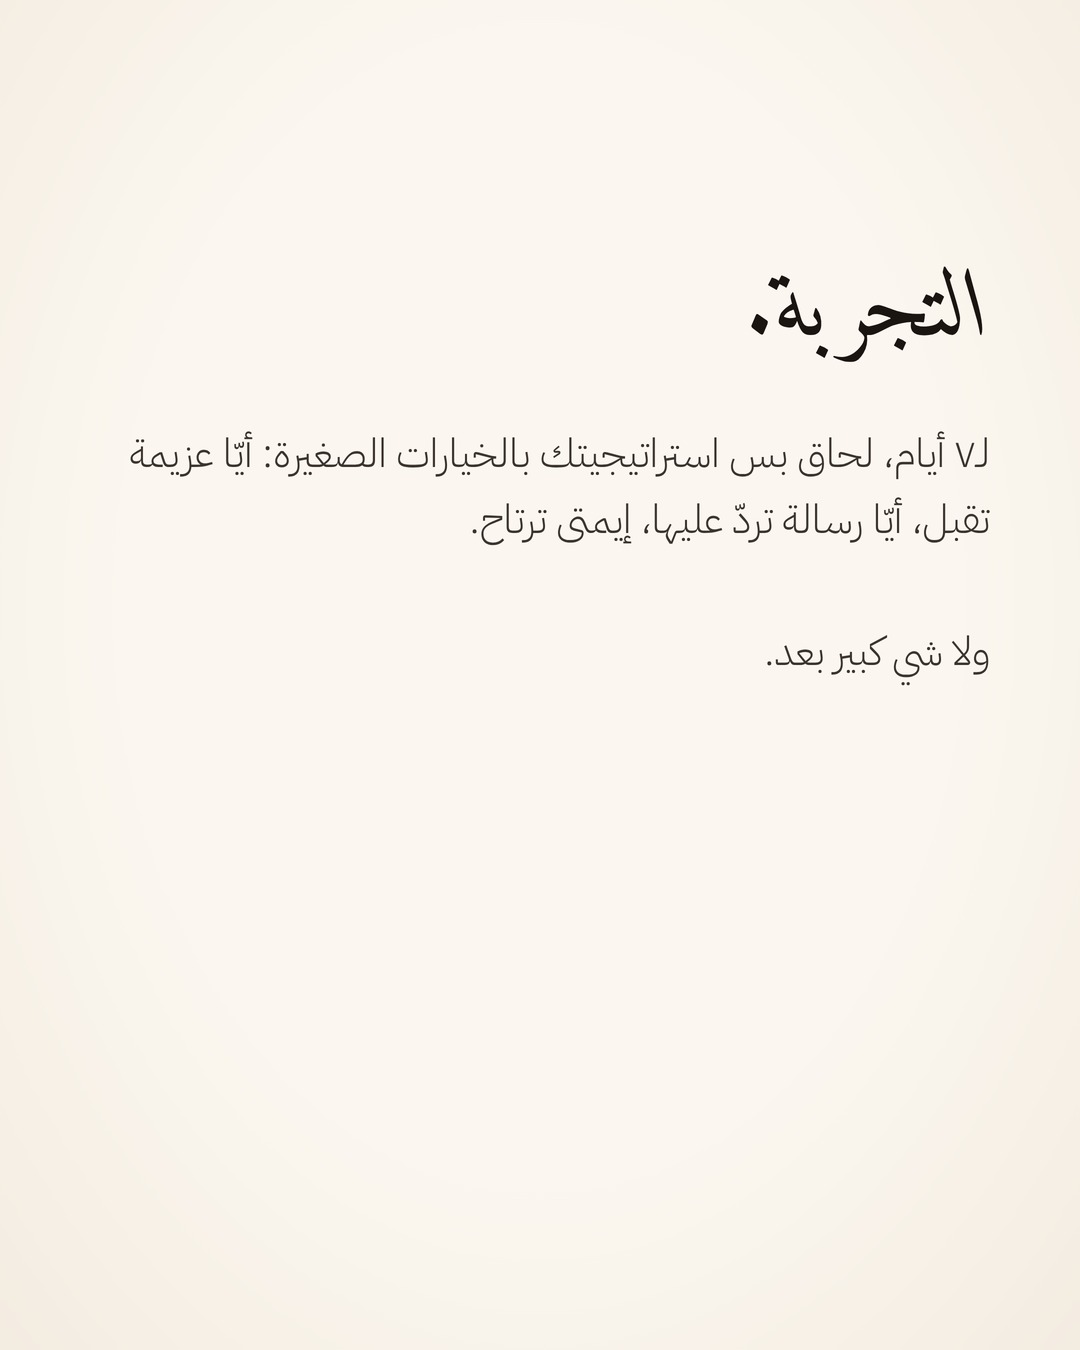 التجربة.
لـ٧ أيام، لحاق بس استراتيجيتك بالخيارات الصغيرة: أيّا عزيمة
تقبل، أيّا رسالة تردّ عليها، إيمتى ترتاح.
ولا شي كبير بعد.